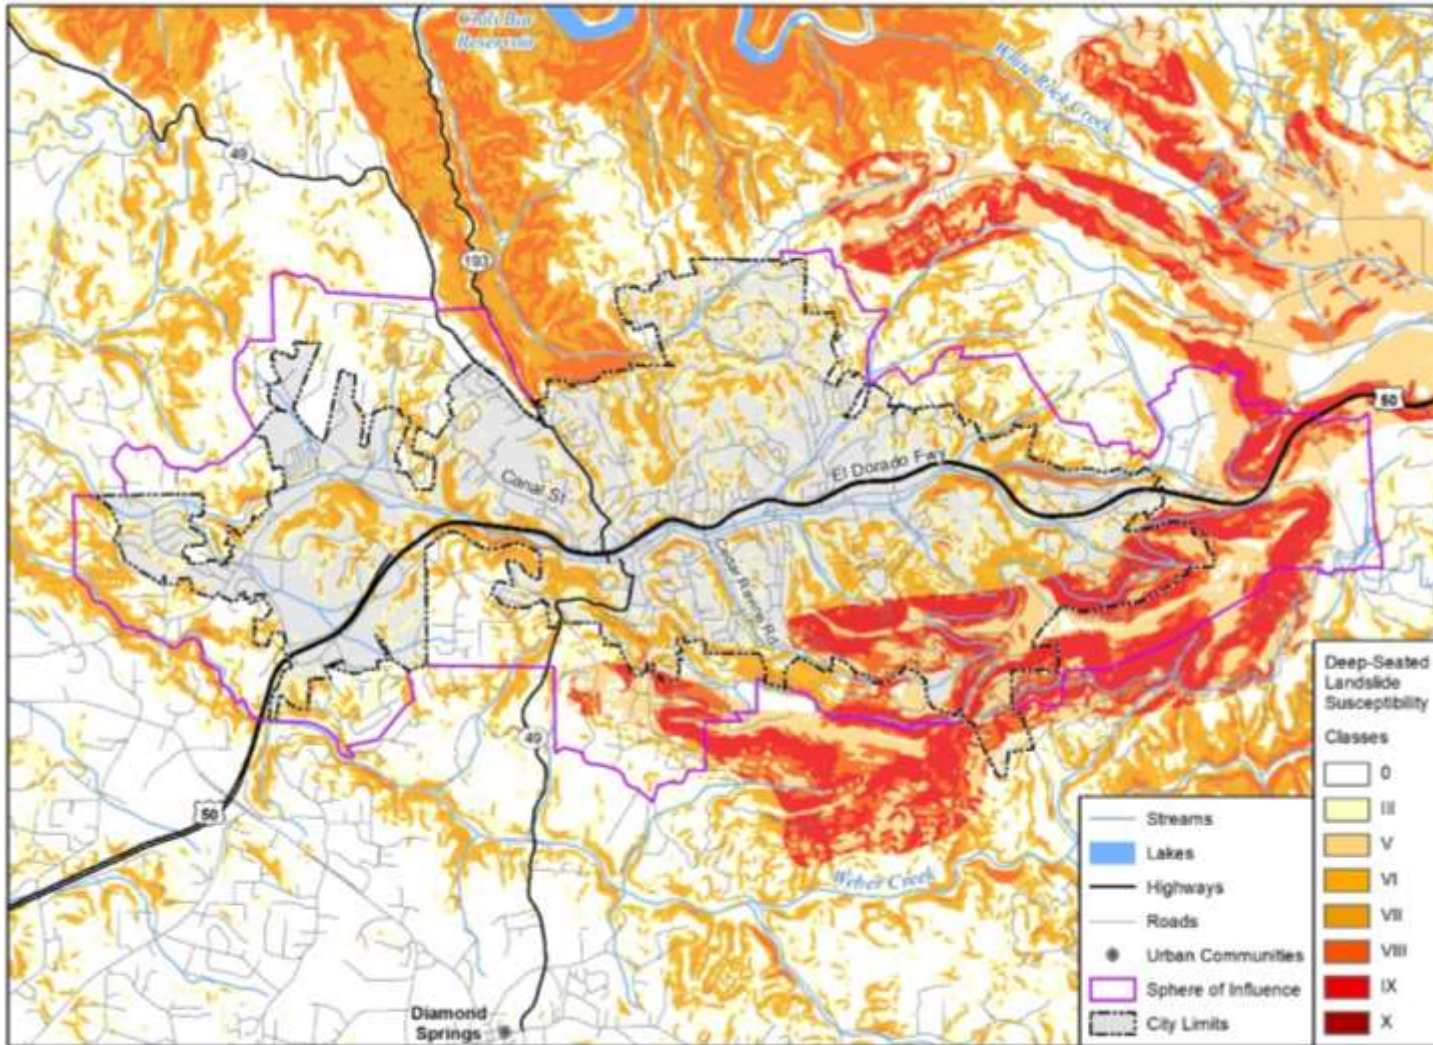 Chili Bar
Reservoir
White Rock Creek
49
193
50
El Dorado Fwy
Canal St
Cedar Ravine Rd
49
50
Weber Creek
Diamond
Springs
Streams
Lakes
Highways
Roads
Urban Communities
Sphere of Influence
City Limits
Deep-Seated
Landslide
Susceptibility
Classes
0
III
V
VI
VII
VIII
IX
X